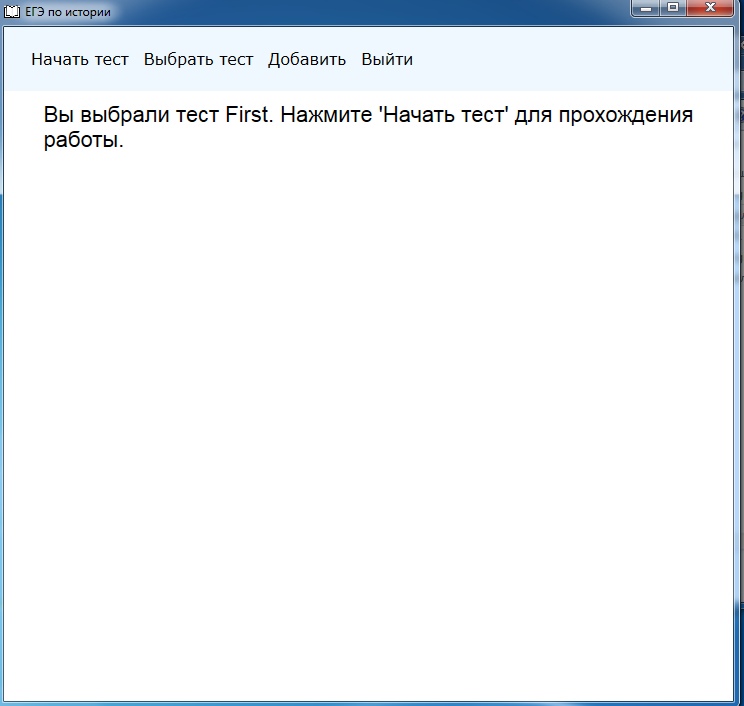 ЕГЭ по истории
Начать тест Выбрать тест Добавить Выйти
Вы выбрали тест First. Нажмите 'Начать тест' для прохождения
работы.